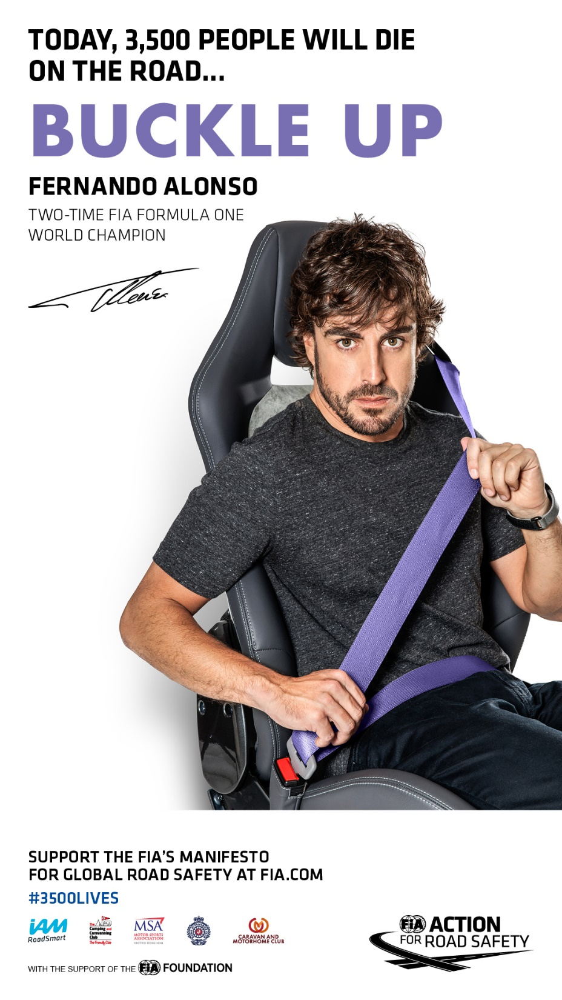 TODAY, 3,500 PEOPLE WILL DIE
ON THE ROAD...
BUCKLE UP
FERNANDO ALONSO
TWO-TIME FIA FORMULA ONE
WORLD CHAMPION
SUPPORT THE FIA'S MANIFESTO
FOR GLOBAL ROAD SAFETY AT FIA.COM
#3500LIVES
iAM
RoadSmart
The
Camping and
Caravanning
Club
The Friendly Club
MSA
MOTOR SPORTS
ASSOCIATION
UNITED KINGDOM
CARAVAN AND
MOTORHOME CLUB
FIA ACTION
FOR ROAD SAFETY
WITH THE SUPPORT OF THE FIA FOUNDATION